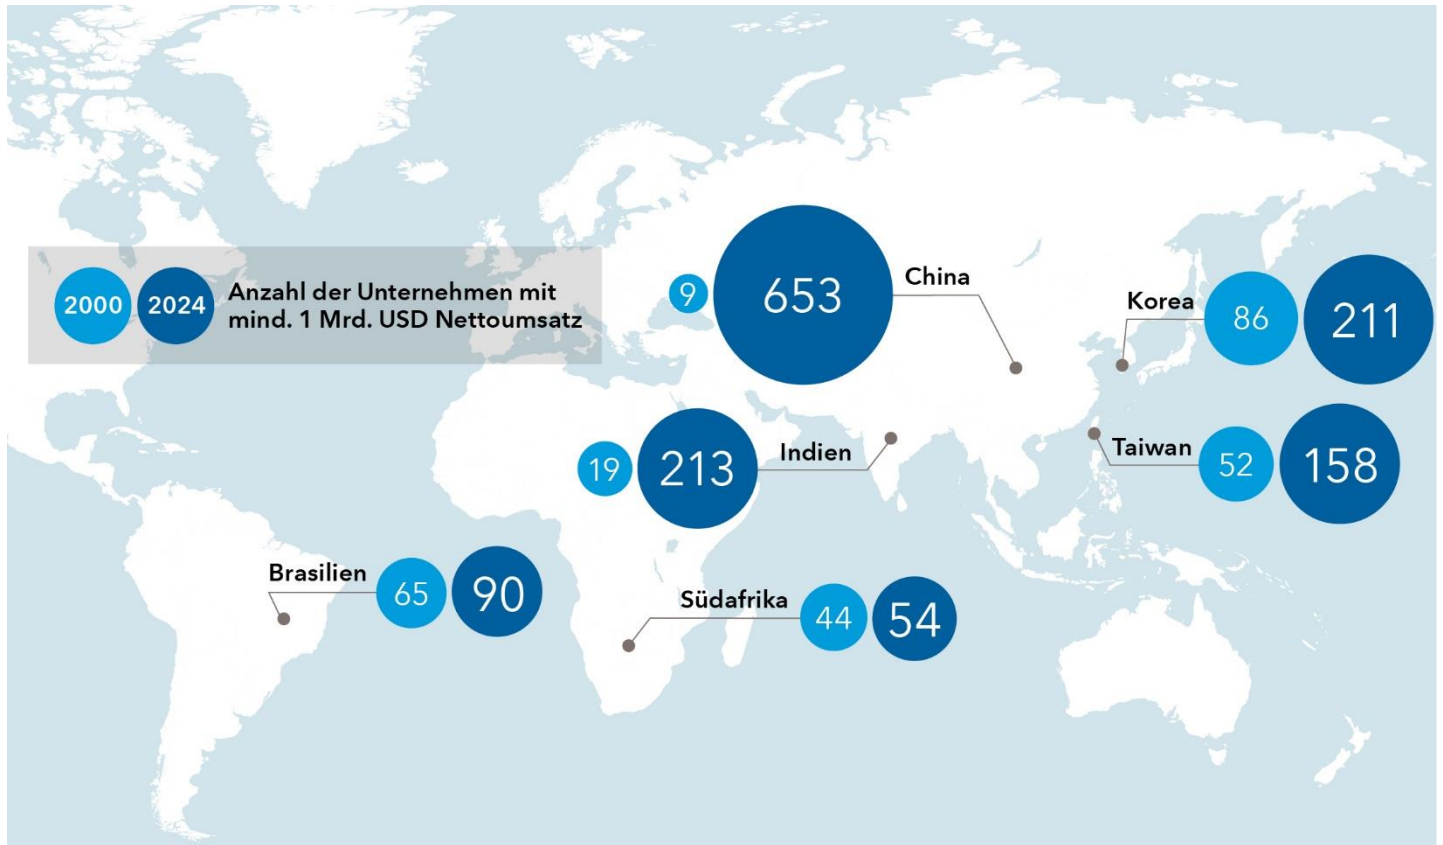 2000
2024
Anzahl der Unternehmen mit
mind. 1 Mrd. USD Nettoumsatz
9
653
China
Korea
86
211
19
213
Indien
Taiwan
52
158
Brasilien
65
90
Südafrika
44
54